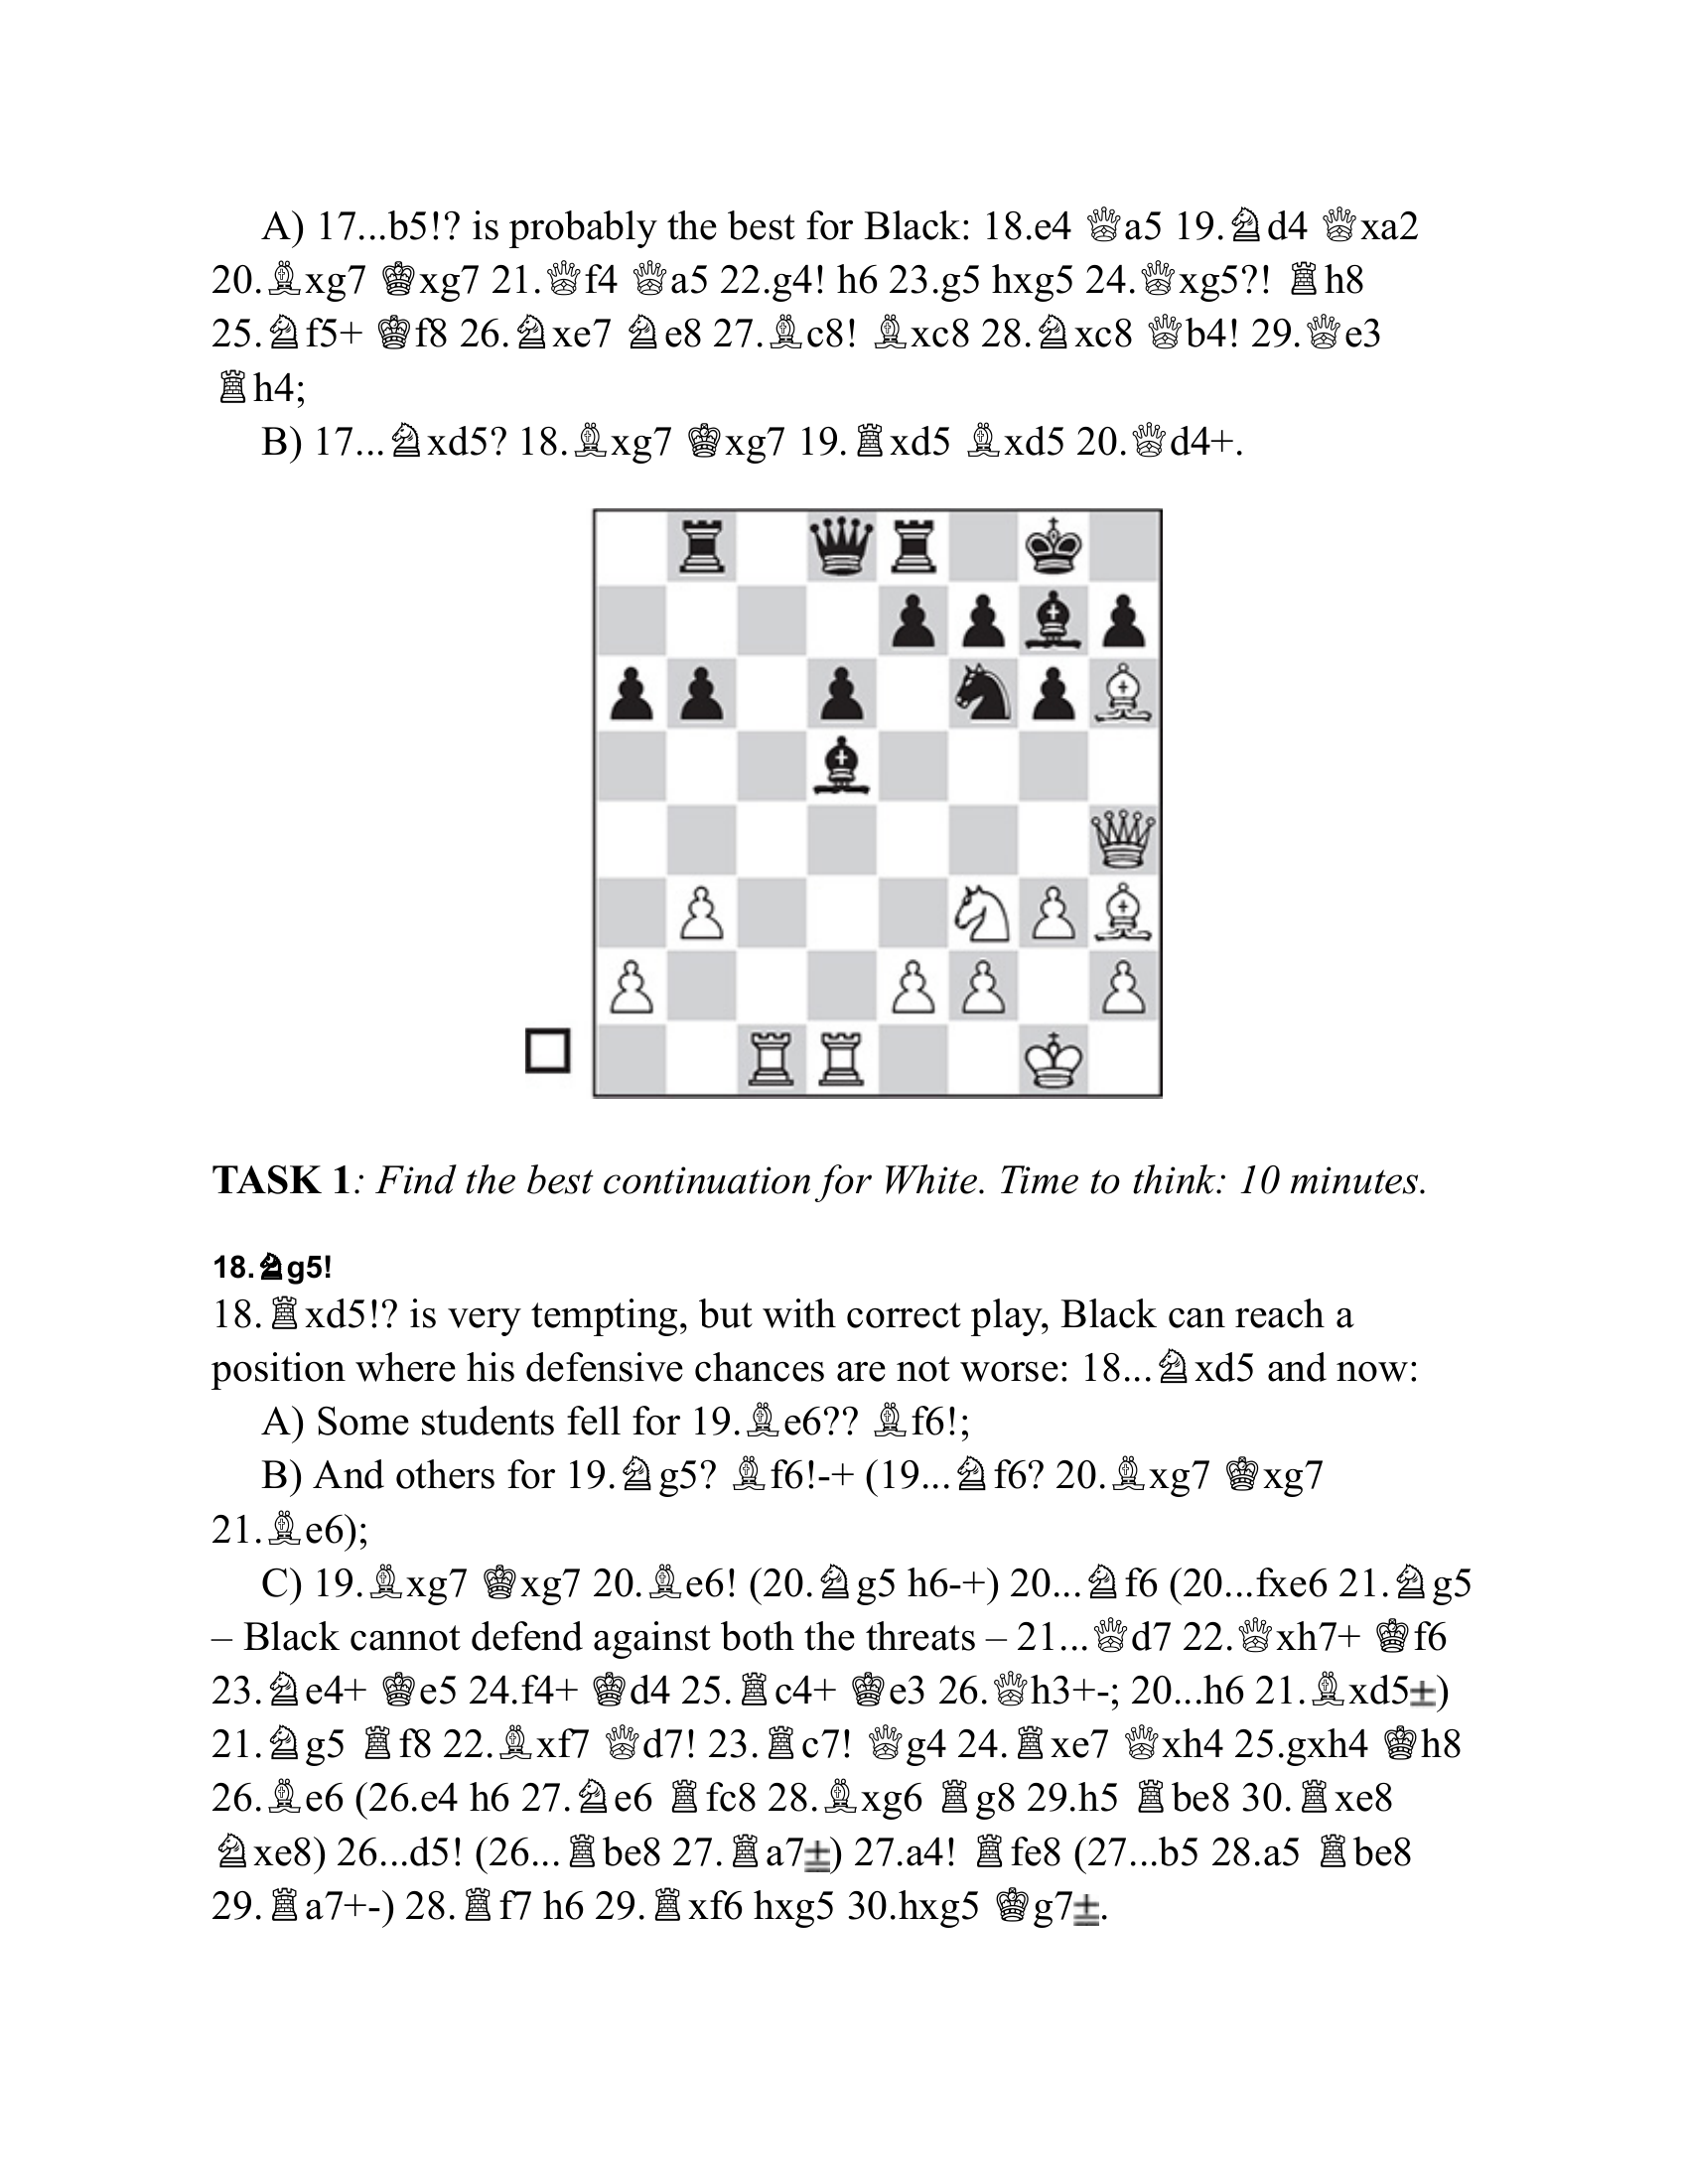 A) 17...b5!? is probably the best for Black: 18.e4 ♕a5 19.♘d4 ♕xa2
20.♗xg7 ♔xg7 21.♕f4 ♕a5 22.g4! h6 23.g5 hxg5 24.♕xg5?! ♖h8
25.♘f5+ ♔f8 26.♘xe7 ♘e8 27.♗c8! ♗xc8 28.♘xc8 ♕b4! 29.♕e3
♖h4;
B) 17...♘xd5? 18.♗xg7 ♔xg7 19.♖xd5 ♗xd5 20.♕d4+.
TASK 1: Find the best continuation for White. Time to think: 10 minutes.
18.♘g5!
18.♖xd5!? is very tempting, but with correct play, Black can reach a
position where his defensive chances are not worse: 18...♘xd5 and now:
A) Some students fell for 19.♗e6?? ♗f6!;
B) And others for 19.♘g5? ♗f6!-+ (19...♘f6? 20.♗xg7 ♔xg7
21.♗e6);
C) 19.♗xg7 ♔xg7 20.♗e6! (20.♘g5 h6-+) 20...♘f6 (20...fxe6 21.♘g5
– Black cannot defend against both the threats – 21...♕d7 22.♕xh7+ ♔f6
23.♘e4+ ♔e5 24.f4+ ♔d4 25.♖c4+ ♔e3 26.♕h3+-; 20...h6 21.♗xd5±)
21.♘g5 ♖f8 22.♗xf7 ♕d7! 23.♖c7! ♕g4 24.♖xe7 ♕xh4 25.gxh4 ♔h8
26.♗e6 (26.e4 h6 27.♘e6 ♖fc8 28.♗xg6 ♖g8 29.h5 ♖be8 30.♖xe8
♘xe8) 26...d5! (26...♖be8 27.♖a7⩲) 27.a4! ♖fe8 (27...b5 28.a5 ♖be8
29.♖a7+-) 28.♖f7 h6 29.♖xf6 hxg5 30.hxg5 ♔g7⩲.